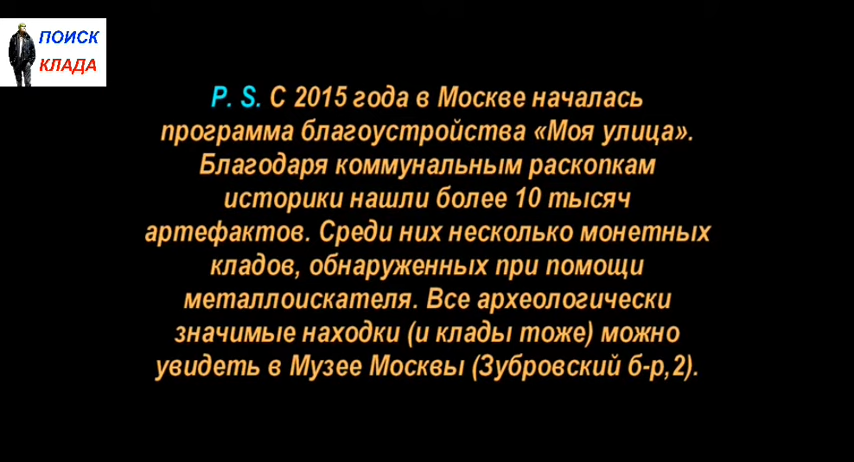 ПОИСК
КЛАДА
P. S. С 2015 года в Москве началась
программа благоустройства «Моя улица».
Благодаря коммунальным раскопкам
историки нашли более 10 тысяч
артефактов. Среди них несколько монетных
кладов, обнаруженных при помощи
металлоискателя. Все археологически
значимые находки (и клады тоже) можно
увидеть в Музее Москвы (Зубровский б-р,2).